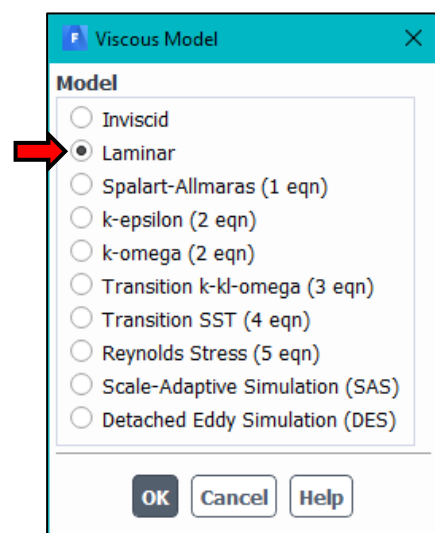 F Viscous Model
Model
Inviscid
Laminar
Spalart-Allmaras (1 eqn)
k-epsilon (2 eqn)
k-omega (2 eqn)
Transition k-kl-omega (3 eqn)
Transition SST (4 eqn)
Reynolds Stress (5 eqn)
Scale-Adaptive Simulation (SAS)
Detached Eddy Simulation (DES)
OK Cancel Help